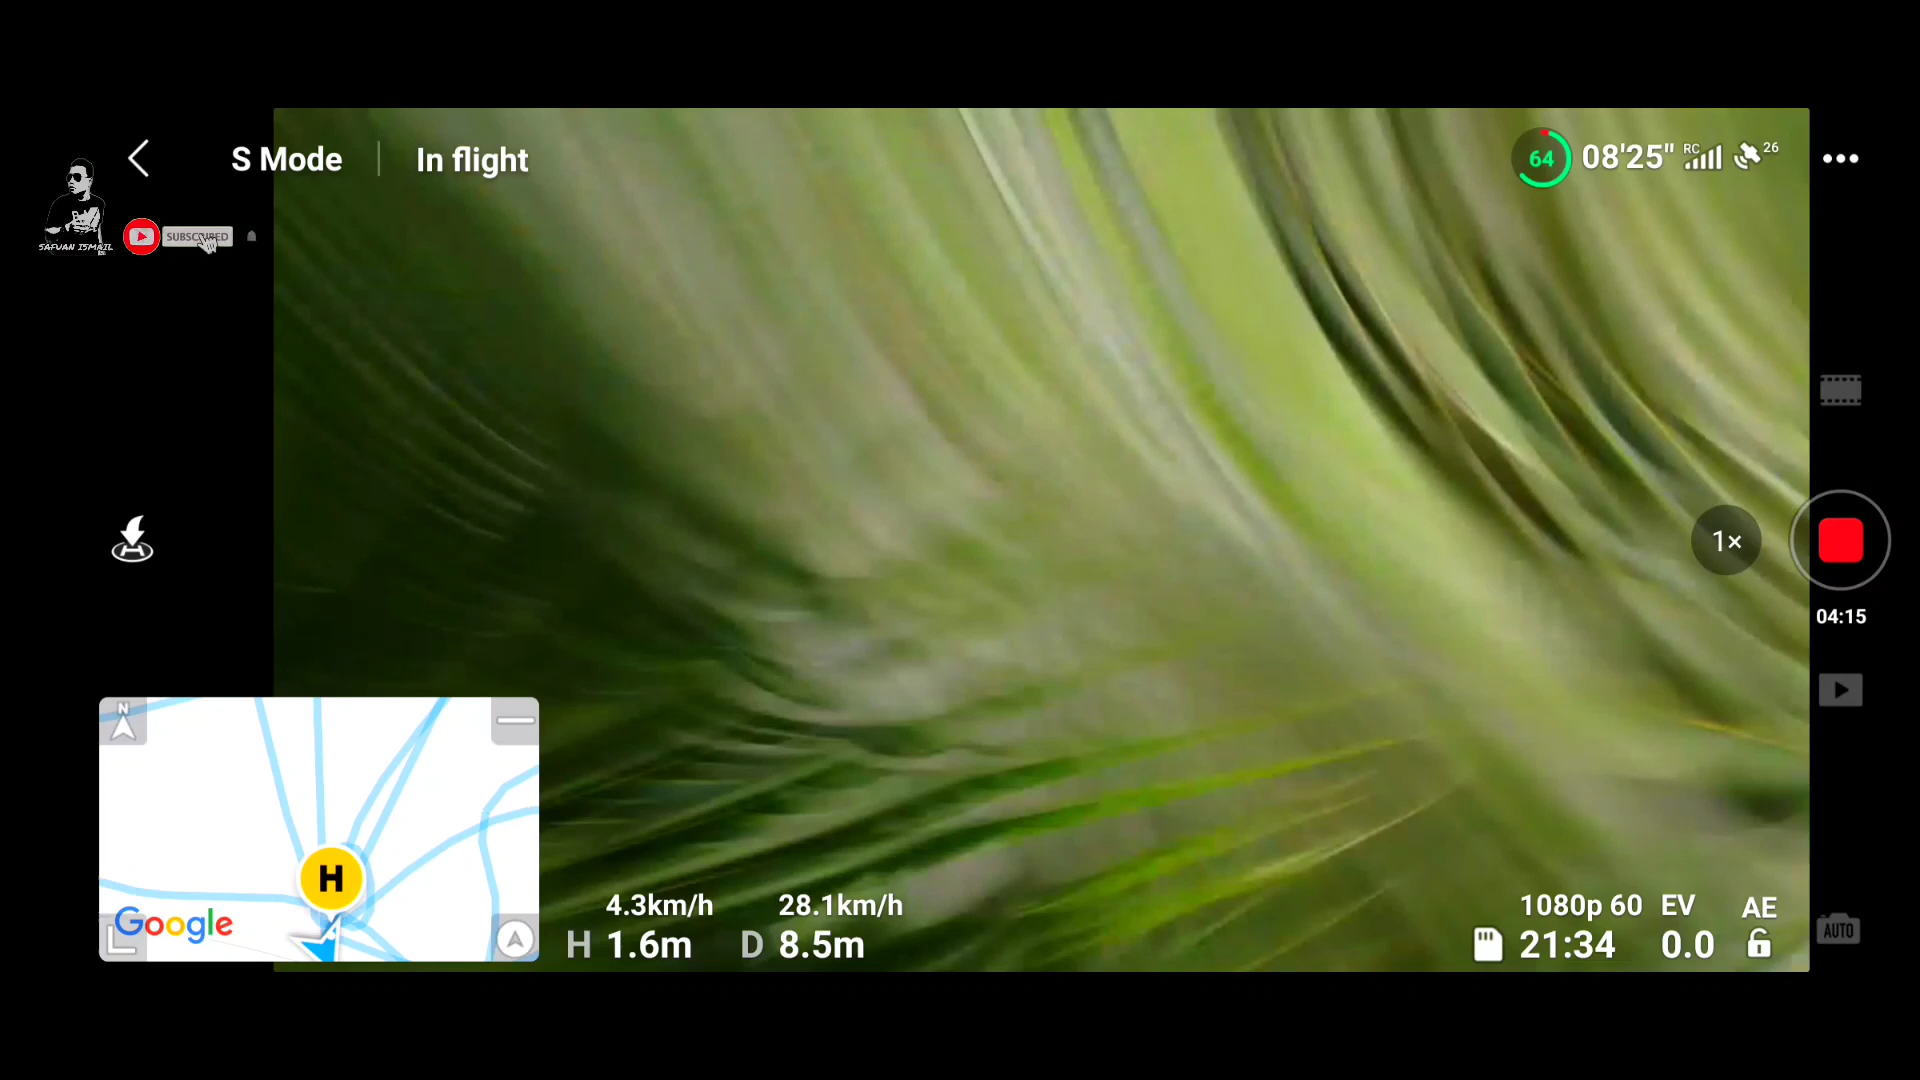 S Mode
In flight
64
08'25"
RC
26
SAFUAN ISMAIL
SUBSCRIBED
1×
04:15
N
H
Google
4.3km/h
28.1km/h
H 1.6m
D 8.5m
1080p 60
EV
AE
21:34
0.0
AUTO